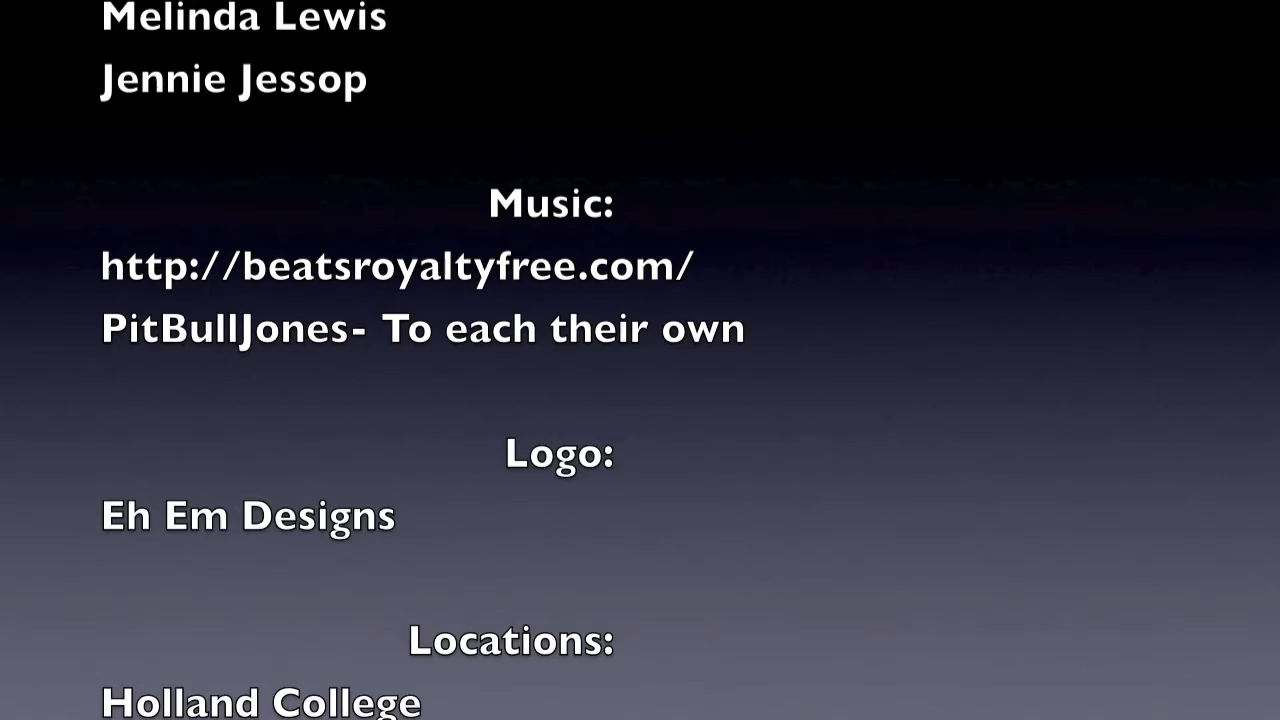 Melinda Lewis
Jennie Jessop
Music:
http://beatsroyaltyfree.com/
PitBullJones- To each their own
Logo:
Eh Em Designs
Locations:
Holland College